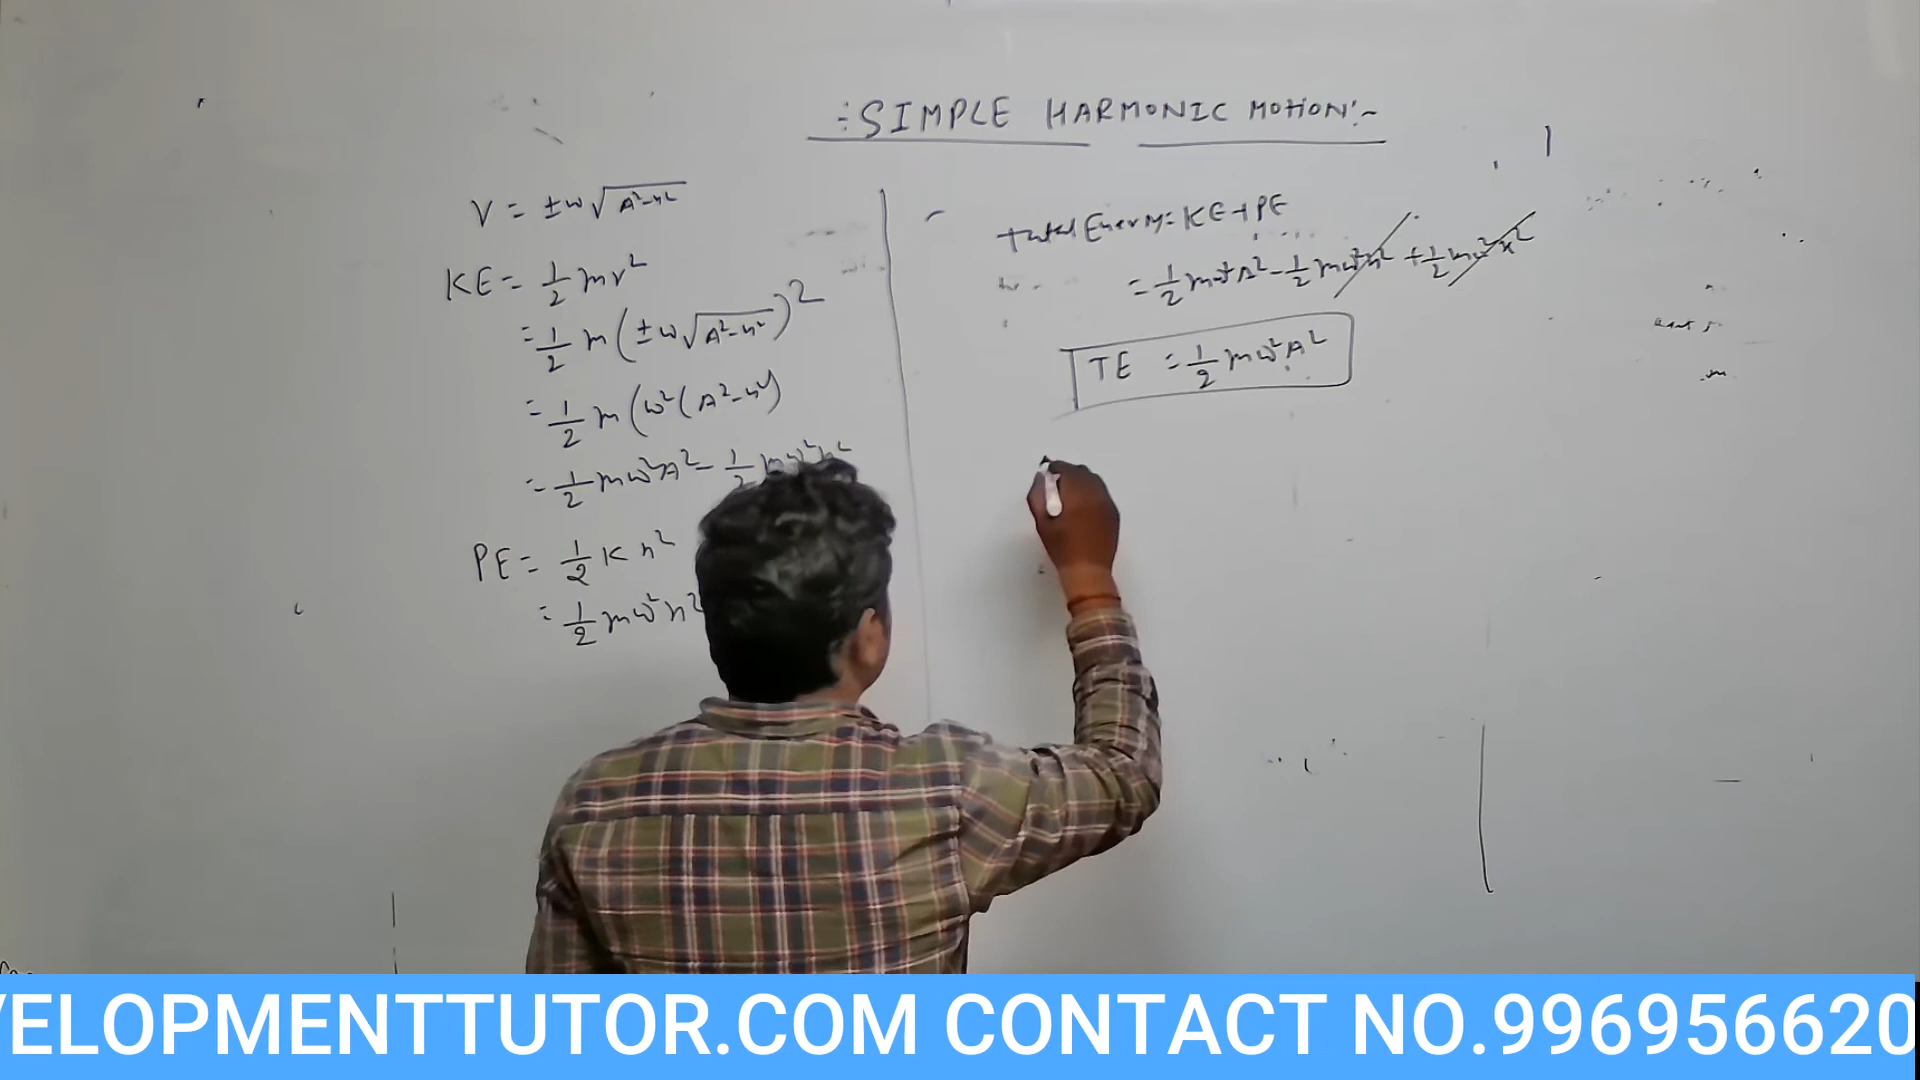 :SIMPLE HARMONIC MOTION:~
V = ±ω√(A²-x²)
KE = 1/2 mv²
= 1/2 m(±ω√(A²-x²))²
= 1/2 m(ω²(A²-x²)
= 1/2 mω²A² - 1/2 mω²x²
PE = 1/2 K x²
= 1/2 mω²x²
Total Energy = KE + PE
= 1/2 mω²A² - 1/2 mω²x² + 1/2 mω²x²
TE = 1/2 mω²A²
VELOPMENTTUTOR.COM CONTACT NO.996956620